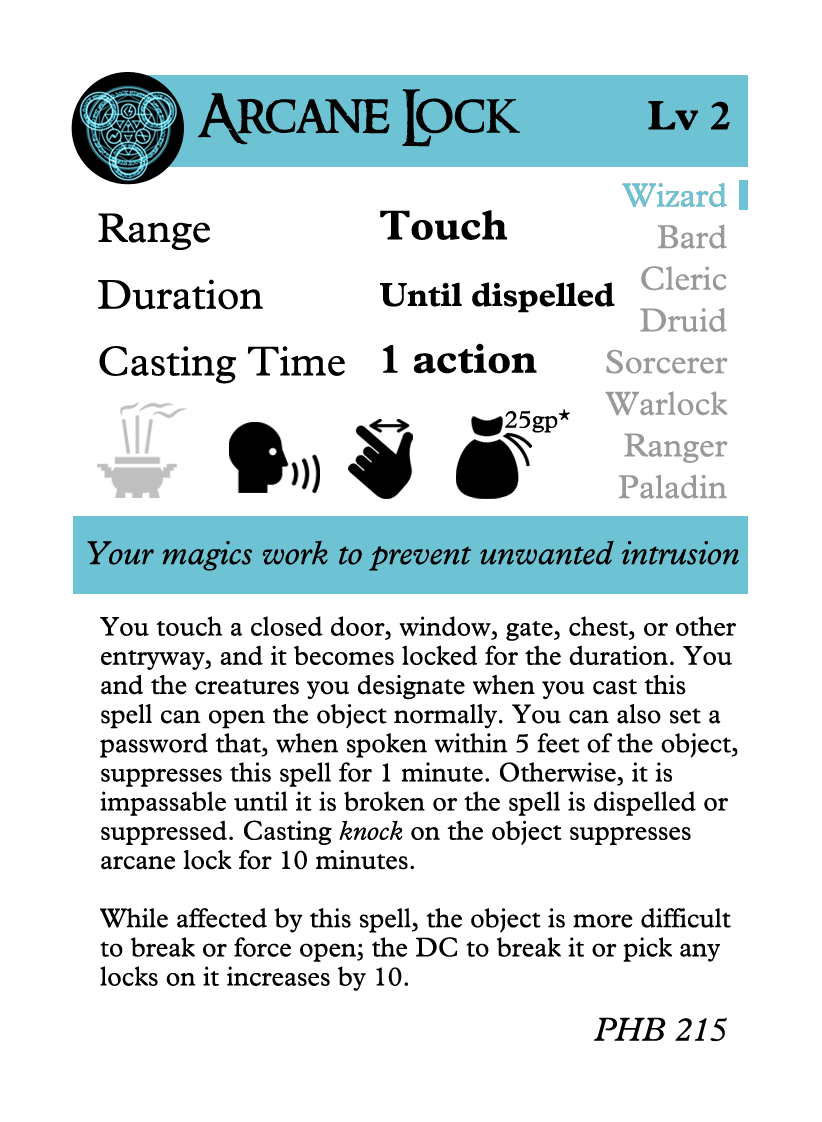 Arcane Lock
Lv 2
Wizard
Range Touch
Bard
Cleric
Duration Until dispelled
Druid
Casting Time 1 action
Sorcerer
Warlock
25gp★
Ranger
Paladin
Your magics work to prevent unwanted intrusion
You touch a closed door, window, gate, chest, or other
entryway, and it becomes locked for the duration. You
and the creatures you designate when you cast this
spell can open the object normally. You can also set a
password that, when spoken within 5 feet of the object,
suppresses this spell for 1 minute. Otherwise, it is
impassable until it is broken or the spell is dispelled or
suppressed. Casting knock on the object suppresses
arcane lock for 10 minutes.
While affected by this spell, the object is more difficult
to break or force open; the DC to break it or pick any
locks on it increases by 10.
PHB 215